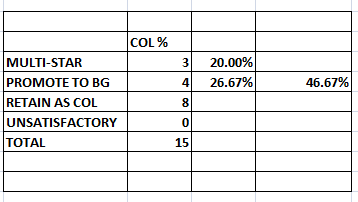 COL %
MULTI-STAR 3 20.00%
PROMOTE TO BG 4 26.67% 46.67%
RETAIN AS COL 8
UNSATISFACTORY 0
TOTAL 15